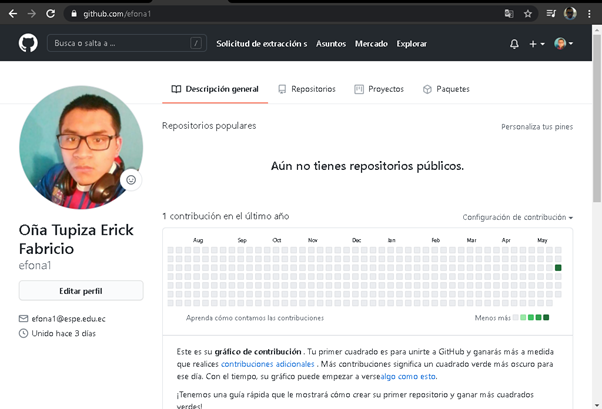 github.com/efona1
Busca o salta a ... /
Solicitud de extracción s Asuntos Mercado Explorar
Descripción general Repositorios Proyectos Paquetes
Repositorios populares Personaliza tus pines
Aún no tienes repositorios públicos.
Oña Tupiza Erick
Fabricio
efona1
Editar perfil
efona1@espe.edu.ec
Unido hace 3 días
1 contribución en el último año Configuración de contribución
Aug Sep Oct Nov Dec Jan Feb Mar Apr May
Aprenda cómo contamos las contribuciones Menos más
Este es su gráfico de contribución . Tu primer cuadrado es para unirte a GitHub y ganarás más a medida
que realices contribuciones adicionales . Más contribuciones significa un cuadrado verde más oscuro para
ese día. Con el tiempo, su gráfico puede empezar a versealgo como esto.
¡Tenemos una guía rápida que le mostrará cómo crear su primer repositorio y ganar más cuadrados
verdes!